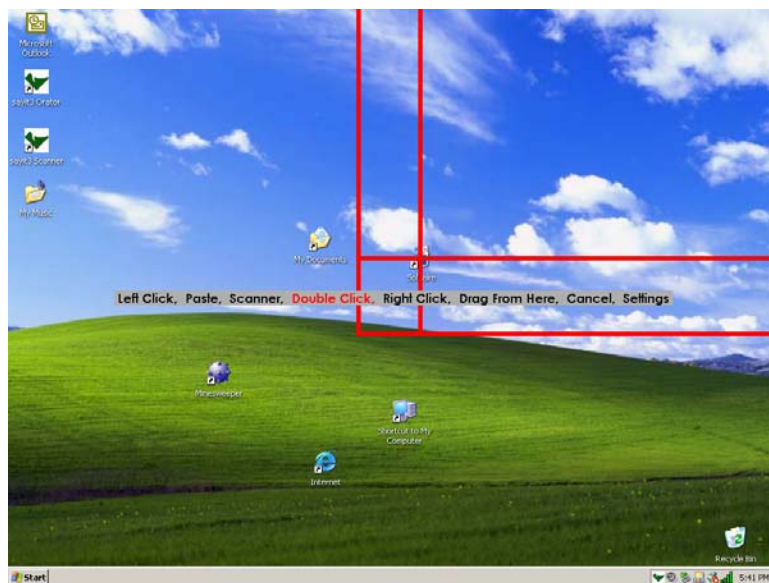 Microsoft
Outlook
sayit3 Orator
sayit3 Scanner
My Music
My Documents
Left Click, Paste, Scanner, Double Click, Right Click, Drag From Here, Cancel, Settings
Minesweeper
Shortcut to My
Computer
Internet
Recycle Bin
Start
5:41 PM